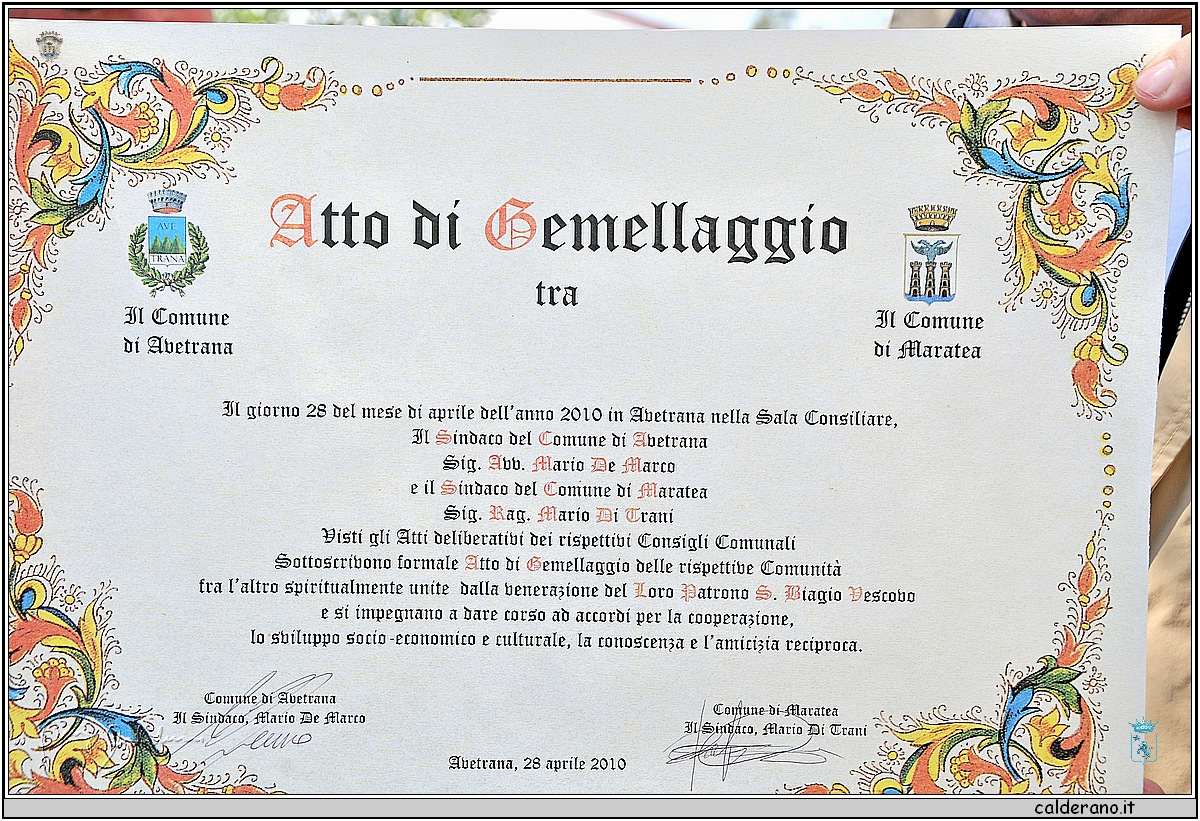 Atto di Gemellaggio
tra
AVE
TRANA
Il Comune
di Avetrana
Il Comune
di Maratea
Il giorno 28 del mese di aprile dell'anno 2010 in Avetrana nella Sala Consiliare,
Il Sindaco del Comune di Avetrana
Sig. Avv. Mario De Marco
e il Sindaco del Comune di Maratea
Sig. Rag. Mario Di Trani
Visti gli Atti deliberativi dei rispettivi Consigli Comunali
Sottoscrivono formale Atto di Gemellaggio delle rispettive Comunità
fra l'altro spiritualmente unite dalla venerazione del Loro Patrono S. Biagio Vescovo
e si impegnano a dare corso ad accordi per la cooperazione,
lo sviluppo socio-economico e culturale, la conoscenza e l'amicizia reciproca.
Comune di Avetrana
Il Sindaco, Mario De Marco
Comune di Maratea
Il Sindaco, Mario Di Trani
Avetrana, 28 aprile 2010
calderano.it